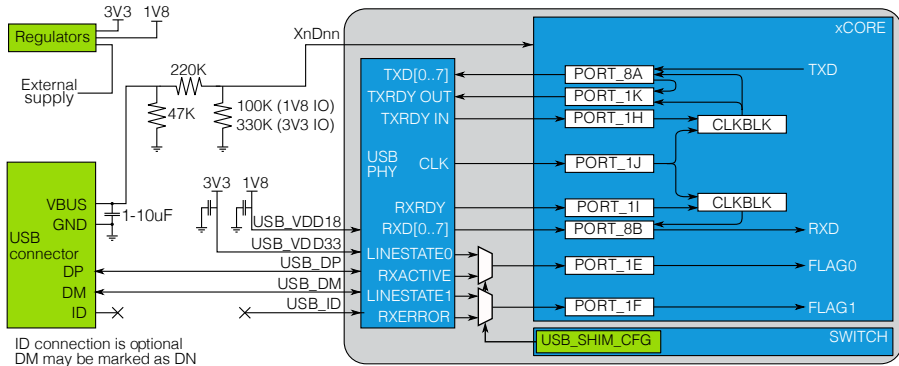 3V3
1V8
Regulators
External
supply
220K
47K
100K (1V8 IO)
330K (3V3 IO)
XnDnn
xCORE
TXD[0..7]
PORT_8A
TXD
TXRDY OUT
PORT_1K
TXRDY IN
PORT_1H
CLKBLK
USB
PHY
CLK
PORT_1J
3V3
1V8
VBUS
1-10uF
GND
USB
connector
DP
DM
ID
USB_VDD18
USB_VDD33
USB_DP
USB_DM
USB_ID
RXRDY
PORT_1I
CLKBLK
RXD[0..7]
PORT_8B
RXD
LINESTATE0
RXACTIVE
PORT_1E
FLAG0
LINESTATE1
RXERROR
PORT_1F
FLAG1
USB_SHIM_CFG
SWITCH
ID connection is optional
DM may be marked as DN